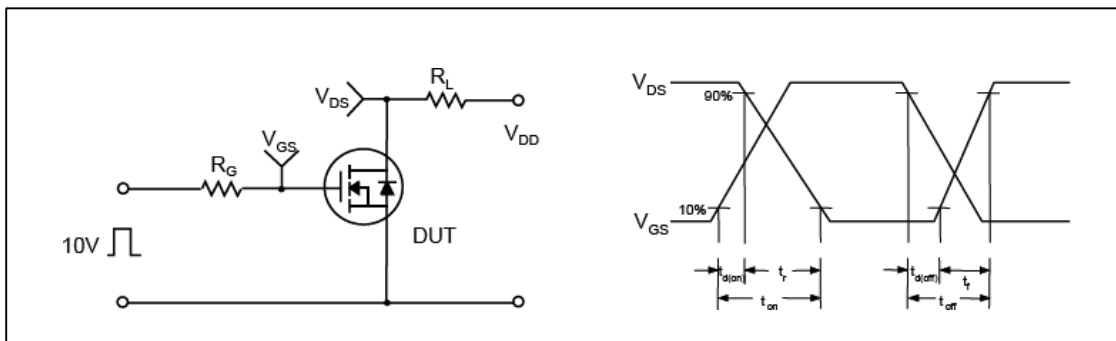 V_DS
R_L
V_DD
V_GS
R_G
10V
DUT
V_DS
90%
10%
V_GS
t_d(on)
t_r
t_d(off)
t_f
t_on
t_off